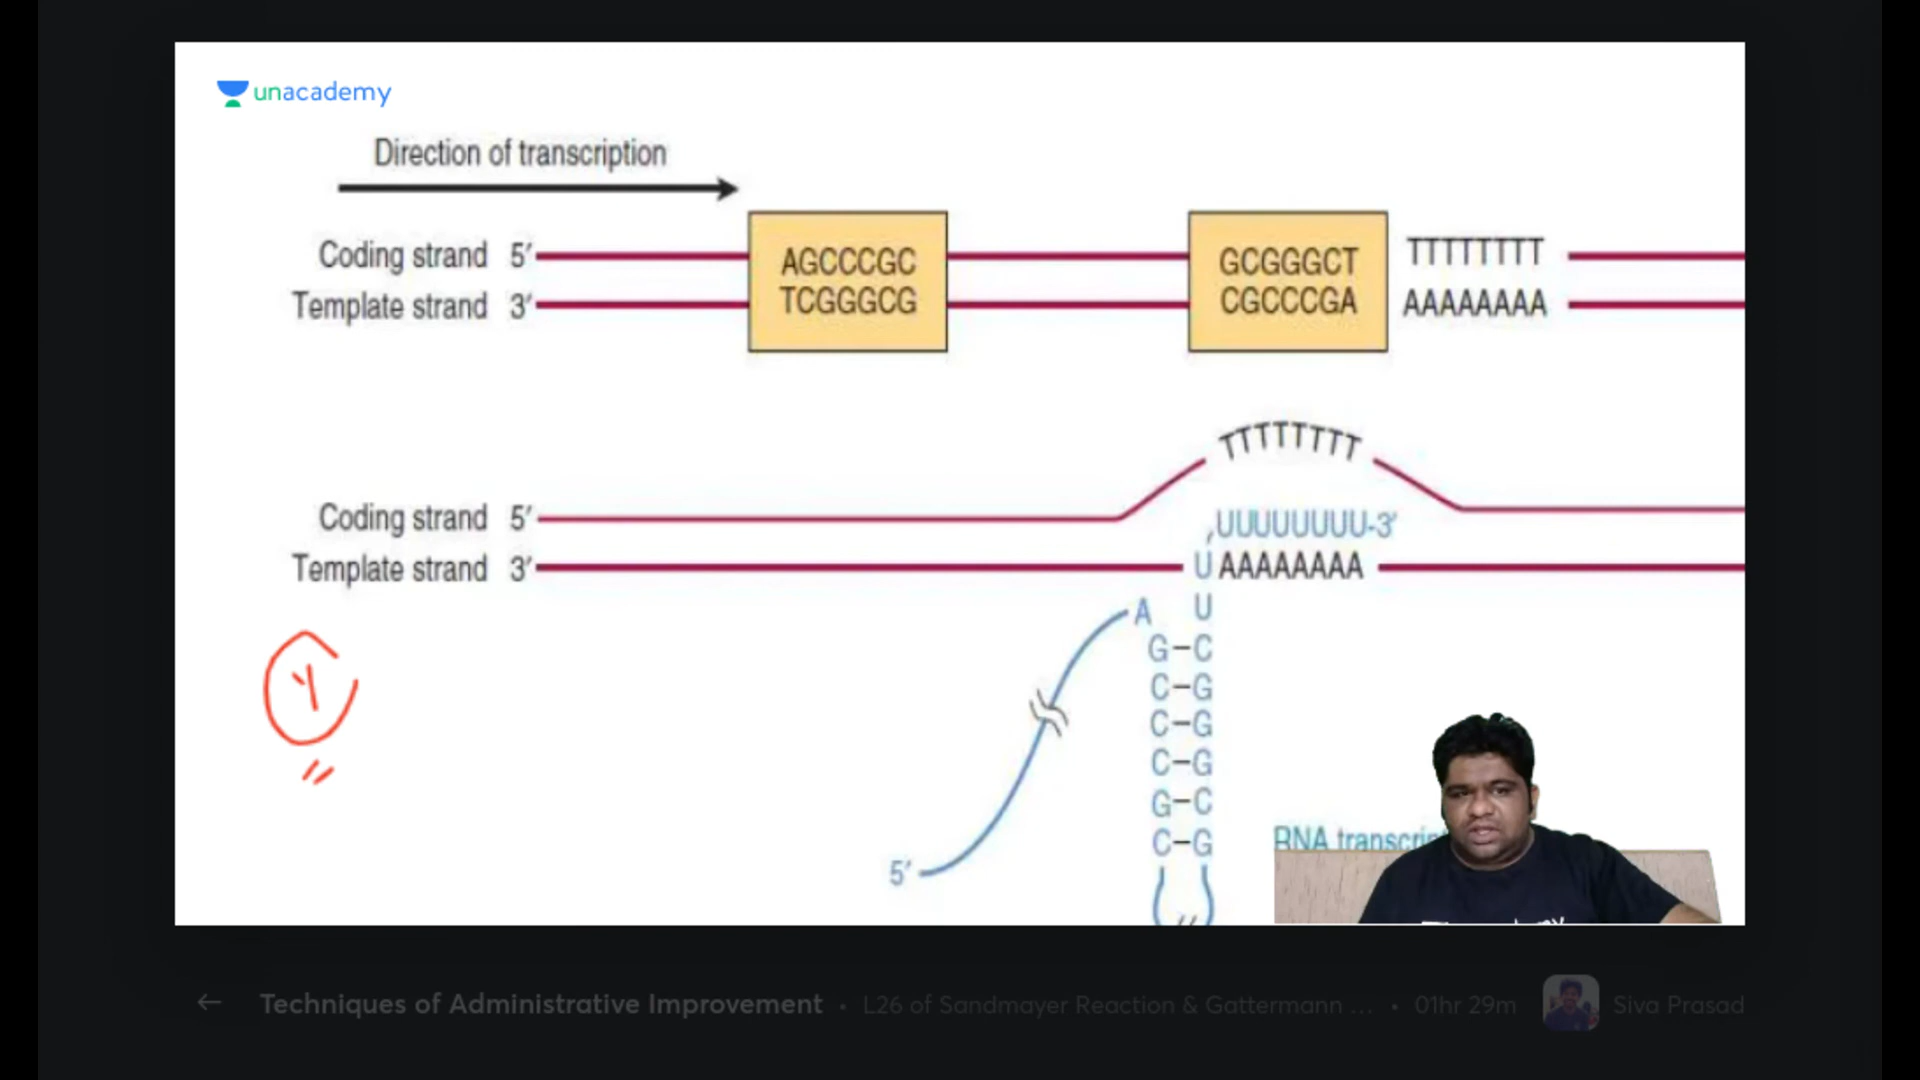 unacademy
Direction of transcription
Coding strand 5′ AGCCCGC GCGGGCT TTTTTTTT
Template strand 3′ TCGGGCG CGCCCGA AAAAAAAA
TTTTTTTT
Coding strand 5′
UUUUUUUU-3′
Template strand 3′ U AAAAAAAA
A U
G-C
C-G
C-G
C-G
G-C
C-G
RNA
5′
← Techniques of Administrative Improvement • L26 of Sandmayer Reaction & Gattermann ... • 01hr 29m Siva Prasad